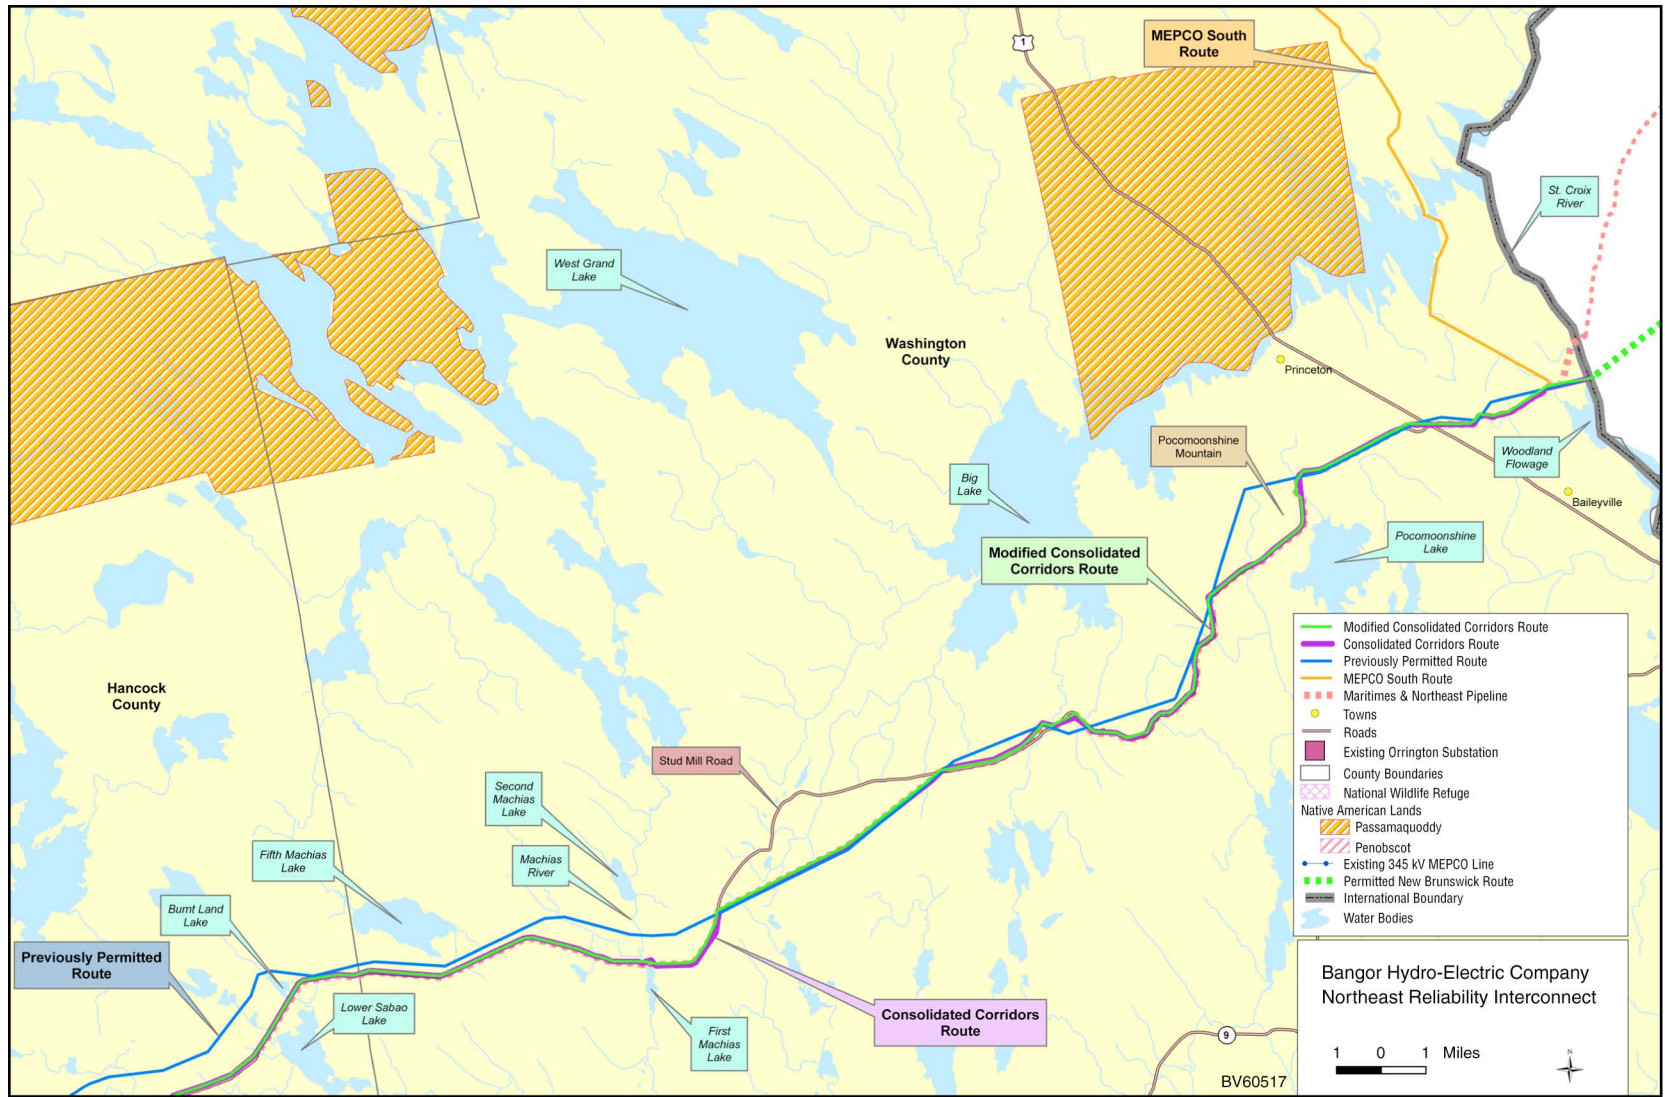 MEPCO South
Route
1
St. Croix
River
West Grand
Lake
Washington
County
Princeton
Pocomoonshine
Mountain
Woodland
Flowage
Big
Lake
Baileyville
Pocomoonshine
Lake
Modified Consolidated
Corridors Route
Hancock
County
Stud Mill Road
Second
Machias
Lake
Machias
River
Fifth Machias
Lake
Burnt Land
Lake
Previously Permitted
Route
Lower Sabao
Lake
First
Machias
Lake
Consolidated Corridors
Route
9
BV60517
Modified Consolidated Corridors Route
Consolidated Corridors Route
Previously Permitted Route
MEPCO South Route
Maritimes & Northeast Pipeline
Towns
Roads
Existing Orrington Substation
County Boundaries
National Wildlife Refuge
Native American Lands
Passamaquoddy
Penobscot
Existing 345 kV MEPCO Line
Permitted New Brunswick Route
International Boundary
Water Bodies
Bangor Hydro-Electric Company
Northeast Reliability Interconnect
1 0 1 Miles
N